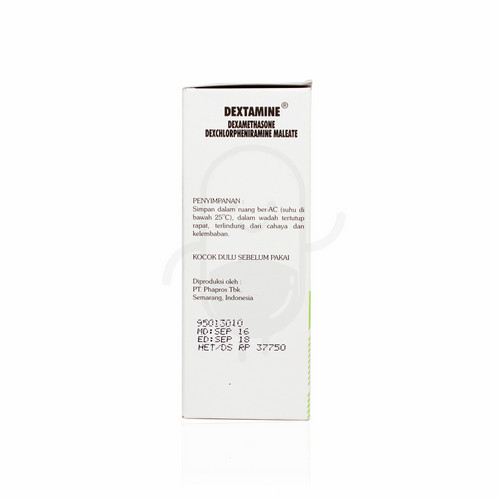 DEXTAMINE®
DEXAMETHASONE
DEXCHLORPHENIRAMINE MALEATE
PENYIMPANAN :
Simpan dalam ruang ber-AC (suhu di
bawah 25°C), dalam wadah tertutup
rapat, terlindung dari cahaya dan
kelembaban.
KOCOK DULU SEBELUM PAKAI
Diproduksi oleh :
PT. Phapros Tbk.
Semarang, Indonesia
95013010
MD:SEP 16
ED:SEP 18
HET/DS RP 37750